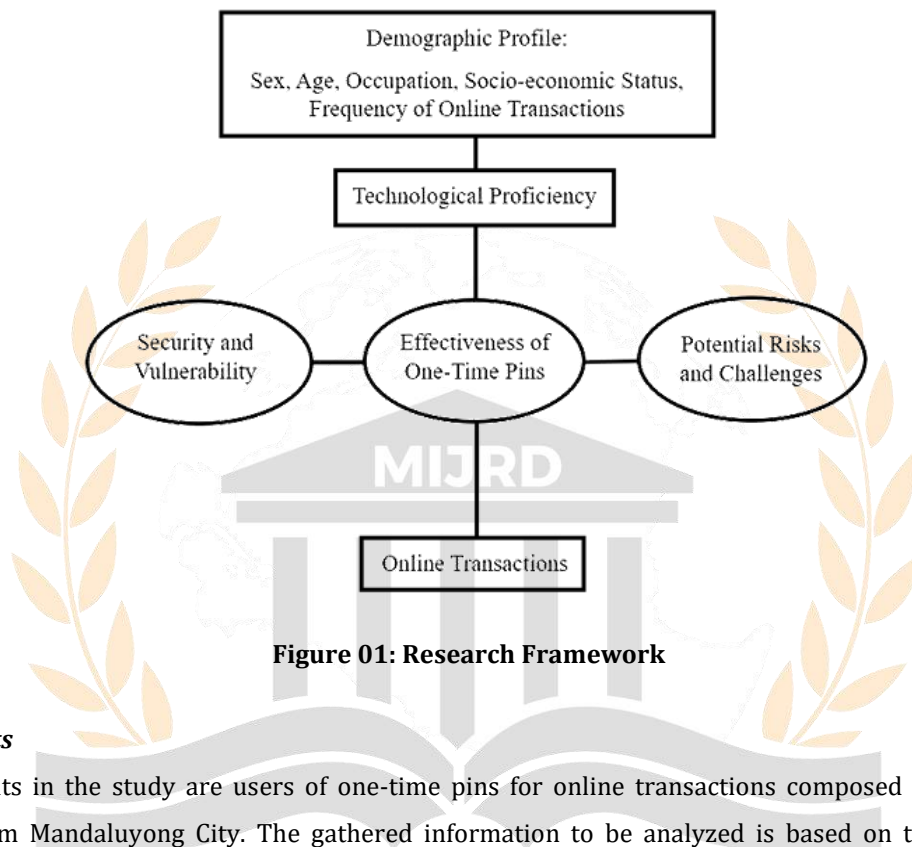 Demographic Profile:
Sex, Age, Occupation, Socio-economic Status,
Frequency of Online Transactions
Technological Proficiency
Security and
Vulnerability
Effectiveness of
One-Time Pins
Potential Risks
and Challenges
MIJRD
Online Transactions
Figure 01: Research Framework
in the study are users of one-time pins for online transactions composed
Mandaluyong City. The gathered information to be analyzed is based on